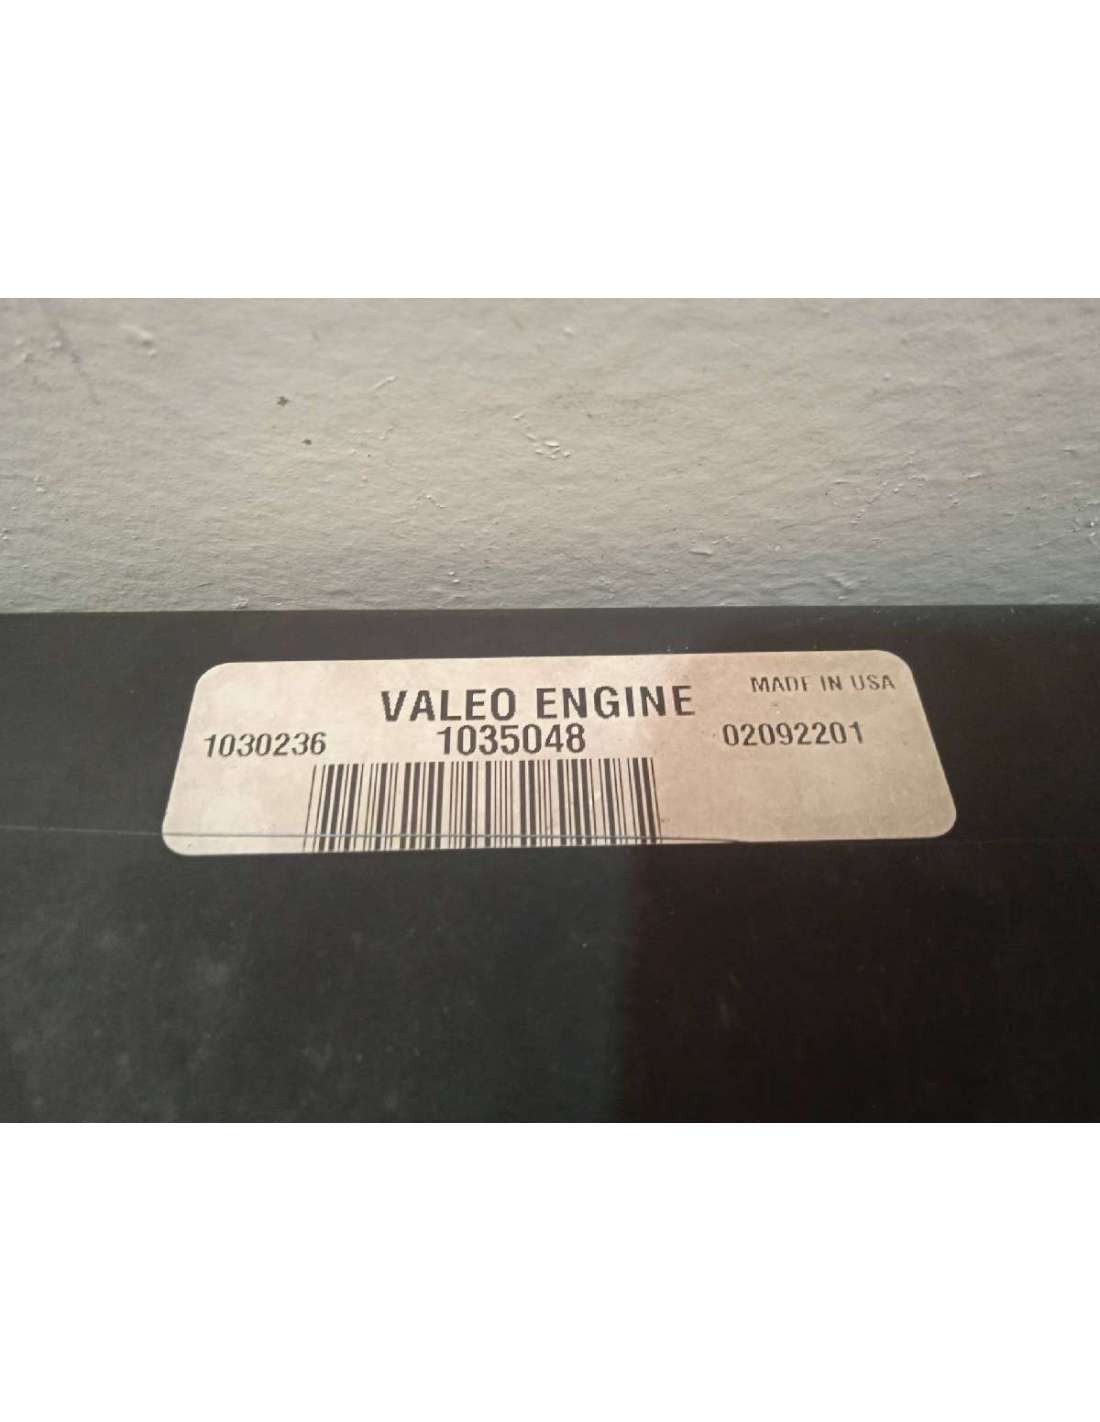 MADE IN USA
VALEO ENGINE
1030236 1035048 02092201